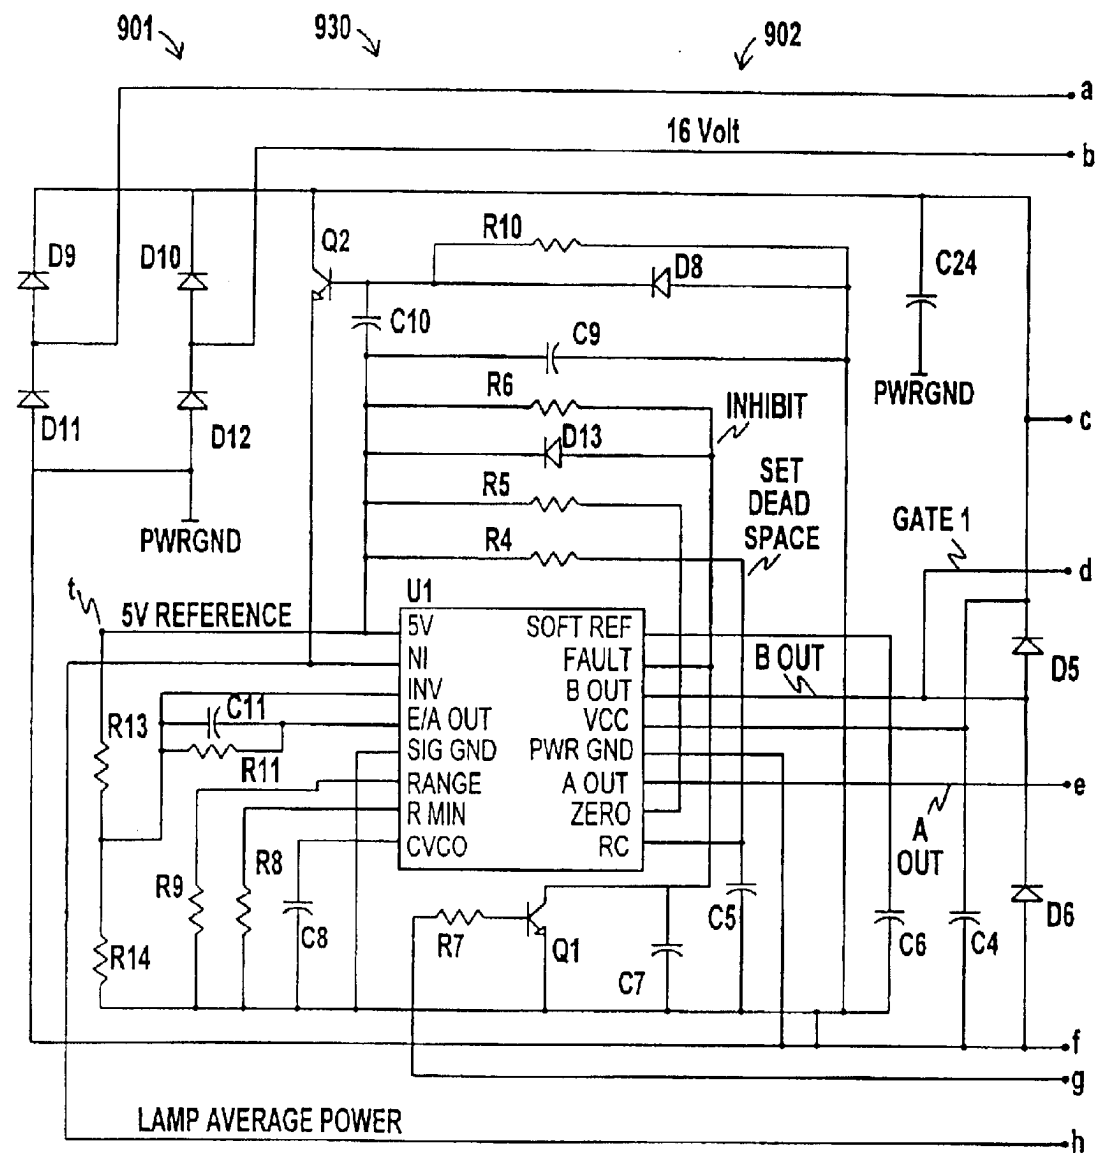 901
930
902
a
16 Volt
b
R10
Q2
D9
D10
D8
C24
C10
C9
R6
INHIBIT
PWRGND
c
D11
D12
D13
SET
DEAD
SPACE
R5
GATE 1
PWRGND
R4
d
t
5V REFERENCE
U1
5V
SOFT REF
NI
FAULT
B OUT
D5
INV
B OUT
R13
C11
E/A OUT
VCC
R11
SIG GND
PWR GND
RANGE
A OUT
e
R MIN
ZERO
A
OUT
CVCO
RC
R9
R8
C5
D6
R14
C8
R7
Q1
C7
C6
C4
f
g
LAMP AVERAGE POWER
h